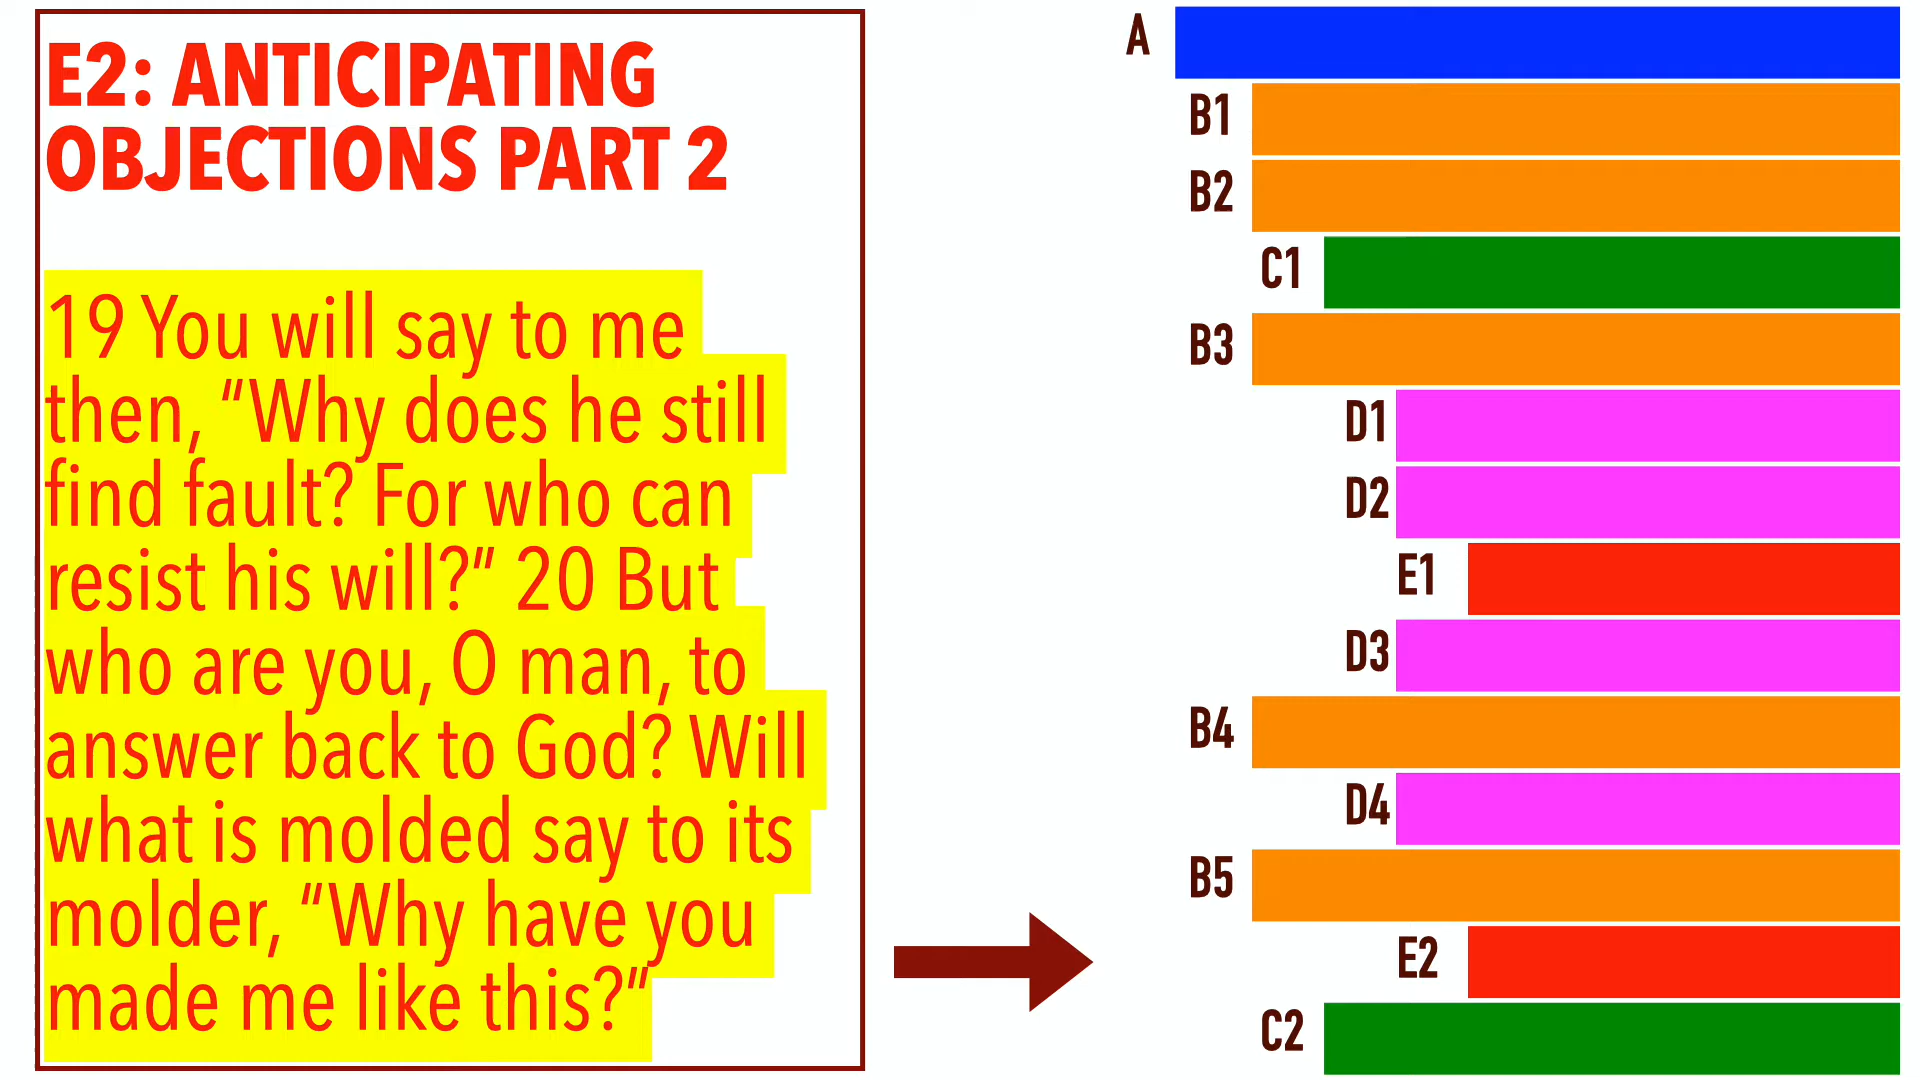 E2: ANTICIPATING
OBJECTIONS PART 2
19 You will say to me
then, “Why does he still
find fault? For who can
resist his will?” 20 But
who are you, O man, to
answer back to God? Will
what is molded say to its
molder, “Why have you
made me like this?”
A
B1
B2
C1
B3
D1
D2
E1
D3
B4
D4
B5
E2
C2